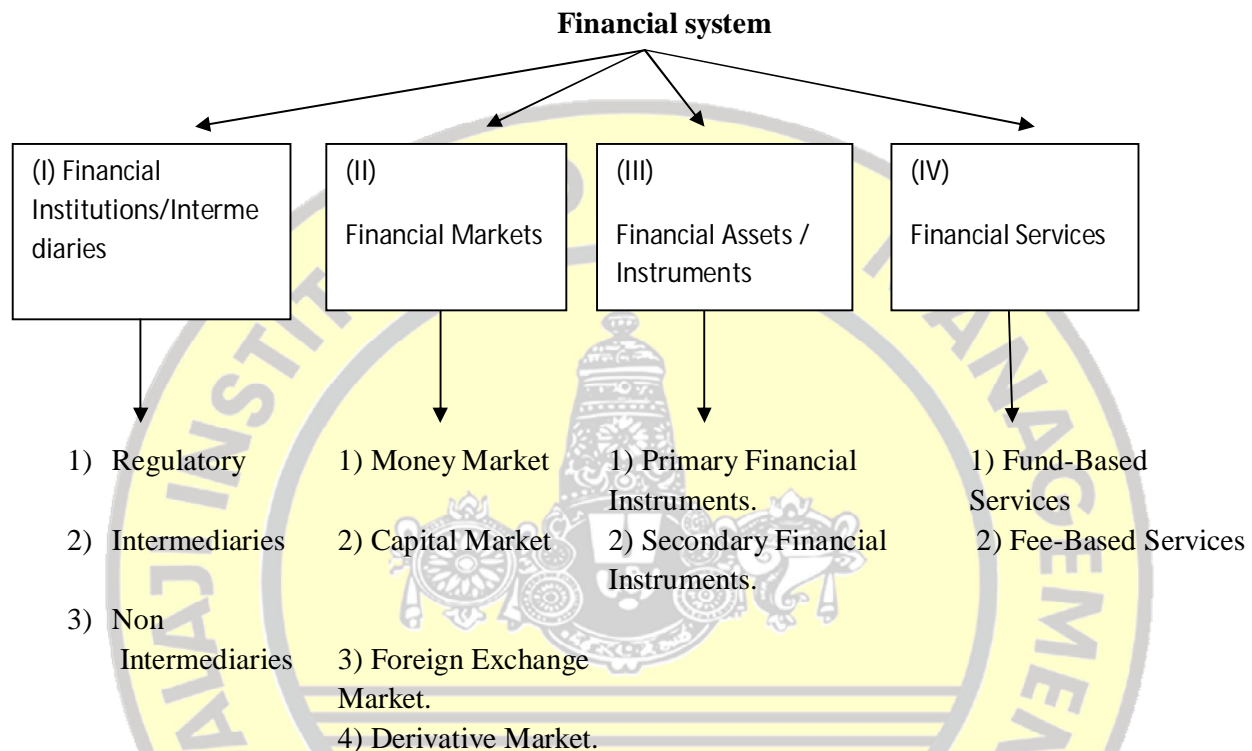 Financial system
(I) Financial
Institutions/Interme
diaries
(II)
Financial Markets
(III)
Financial Assets /
Instruments
(IV)
Financial Services
1) Regulatory
2) Intermediaries
3) Non
Intermediaries
1) Money Market
2) Capital Market
3) Foreign Exchange
Market.
4) Derivative Market.
1) Primary Financial
Instruments.
2) Secondary Financial
Instruments.
1) Fund-Based
Services
2) Fee-Based Services